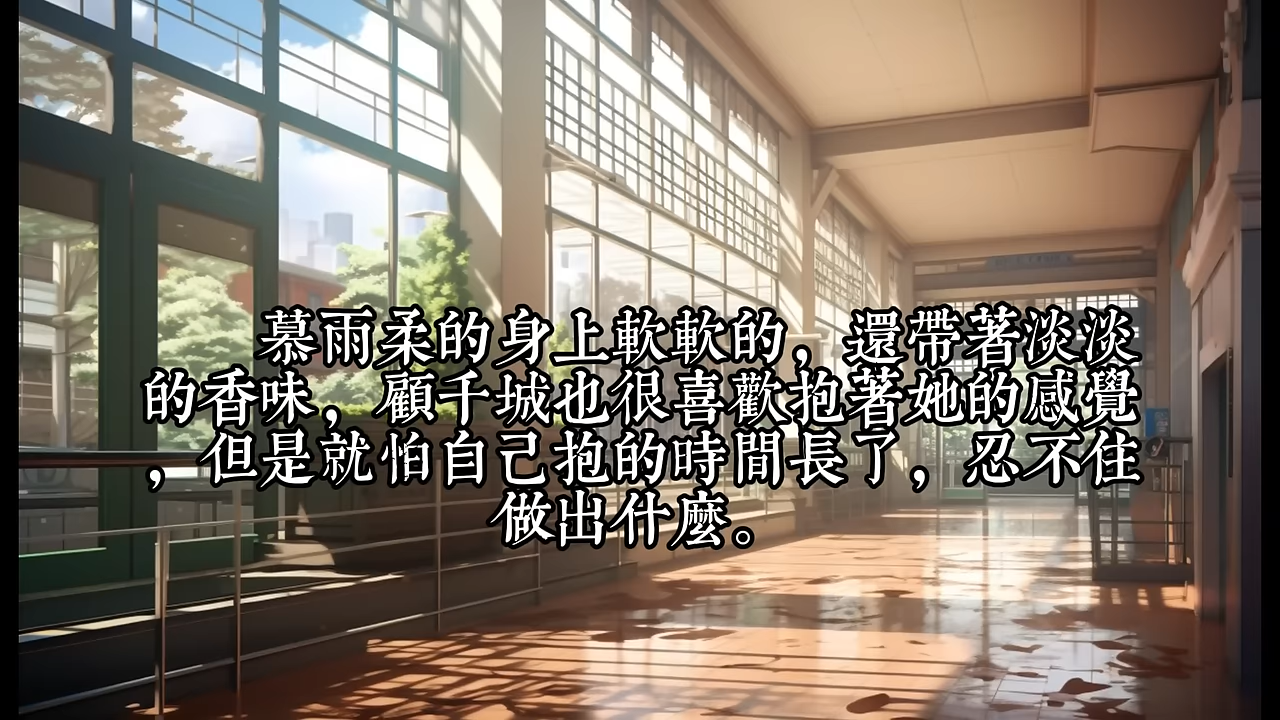 慕雨柔的身上軟軟的，還帶著淡淡
的香味，顧千城也很喜歡抱著她的感覺
，但是就怕自己抱的時間長了，忍不住
做出什麼。